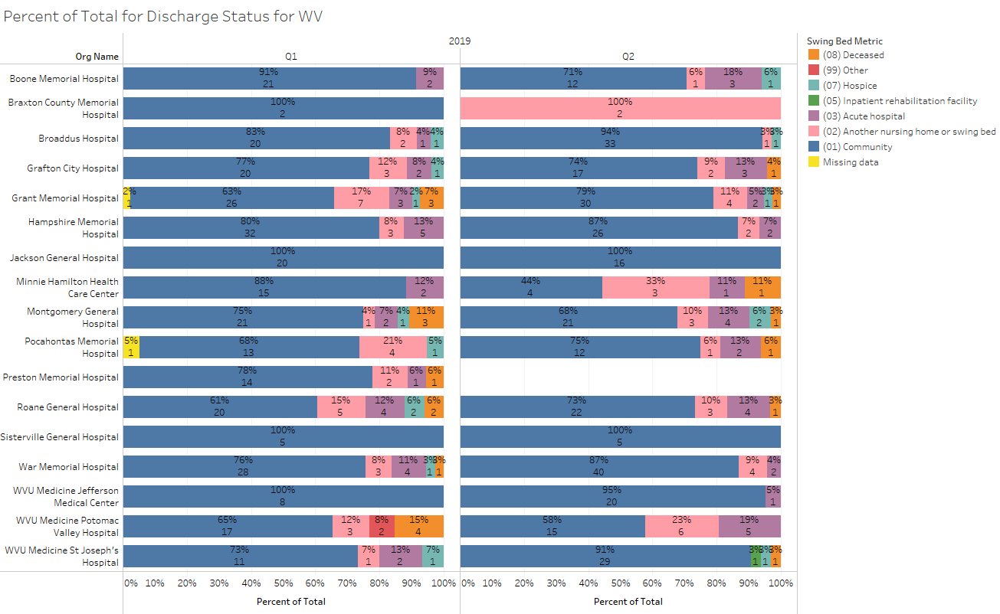 Percent of Total for Discharge Status for WV
2019
Org Name Q1 Q2
Swing Bed Metric
(08) Deceased
(99) Other
(07) Hospice
(05) Inpatient rehabilitation facility
(03) Acute hospital
(02) Another nursing home or swing bed
(01) Community
Missing data
Boone Memorial Hospital
91% 9% 71% 6% 18% 6%
21 2 12 1 3 1
Braxton County Memorial
Hospital
100% 100%
2 2
Broaddus Hospital
83% 8% 4% 4% 94% 3% 3%
20 2 1 1 33 1 1
Grafton City Hospital
77% 12% 8% 4% 74% 9% 13% 4%
20 3 2 1 17 2 3 1
Grant Memorial Hospital
2% 63% 17% 7% 2% 7% 79% 11% 5% 3% 3%
1 26 7 3 1 3 30 4 2 1 1
Hampshire Memorial
Hospital
80% 8% 13% 87% 7% 7%
32 3 5 26 2 2
Jackson General Hospital
100% 100%
20 16
Minnie Hamilton Health
Care Center
88% 12% 44% 33% 11% 11%
15 2 4 3 1 1
Montgomery General
Hospital
75% 4% 7% 4% 11% 68% 10% 13% 6% 3%
21 1 2 1 3 21 3 4 2 1
Pocahontas Memorial
Hospital
5% 68% 21% 5% 75% 6% 13% 6%
1 13 4 1 12 1 2 1
Preston Memorial Hospital
78% 11% 6% 6%
14 2 1 1
Roane General Hospital
61% 15% 12% 6% 6% 73% 10% 13% 3%
20 5 4 2 2 22 3 4 1
Sisterville General Hospital
100% 100%
5 5
War Memorial Hospital
76% 8% 11% 3% 3% 87% 9% 4%
28 3 4 1 1 40 4 2
WVU Medicine Jefferson
Medical Center
100% 95% 5%
8 20 1
WVU Medicine Potomac
Valley Hospital
65% 12% 8% 15% 58% 23% 19%
17 3 2 4 15 6 5
WVU Medicine St Joseph's
Hospital
73% 7% 13% 7% 91% 3% 3% 3%
11 1 2 1 29 1 1 1
0% 10% 20% 30% 40% 50% 60% 70% 80% 90% 100% 0% 10% 20% 30% 40% 50% 60% 70% 80% 90% 100%
Percent of Total Percent of Total